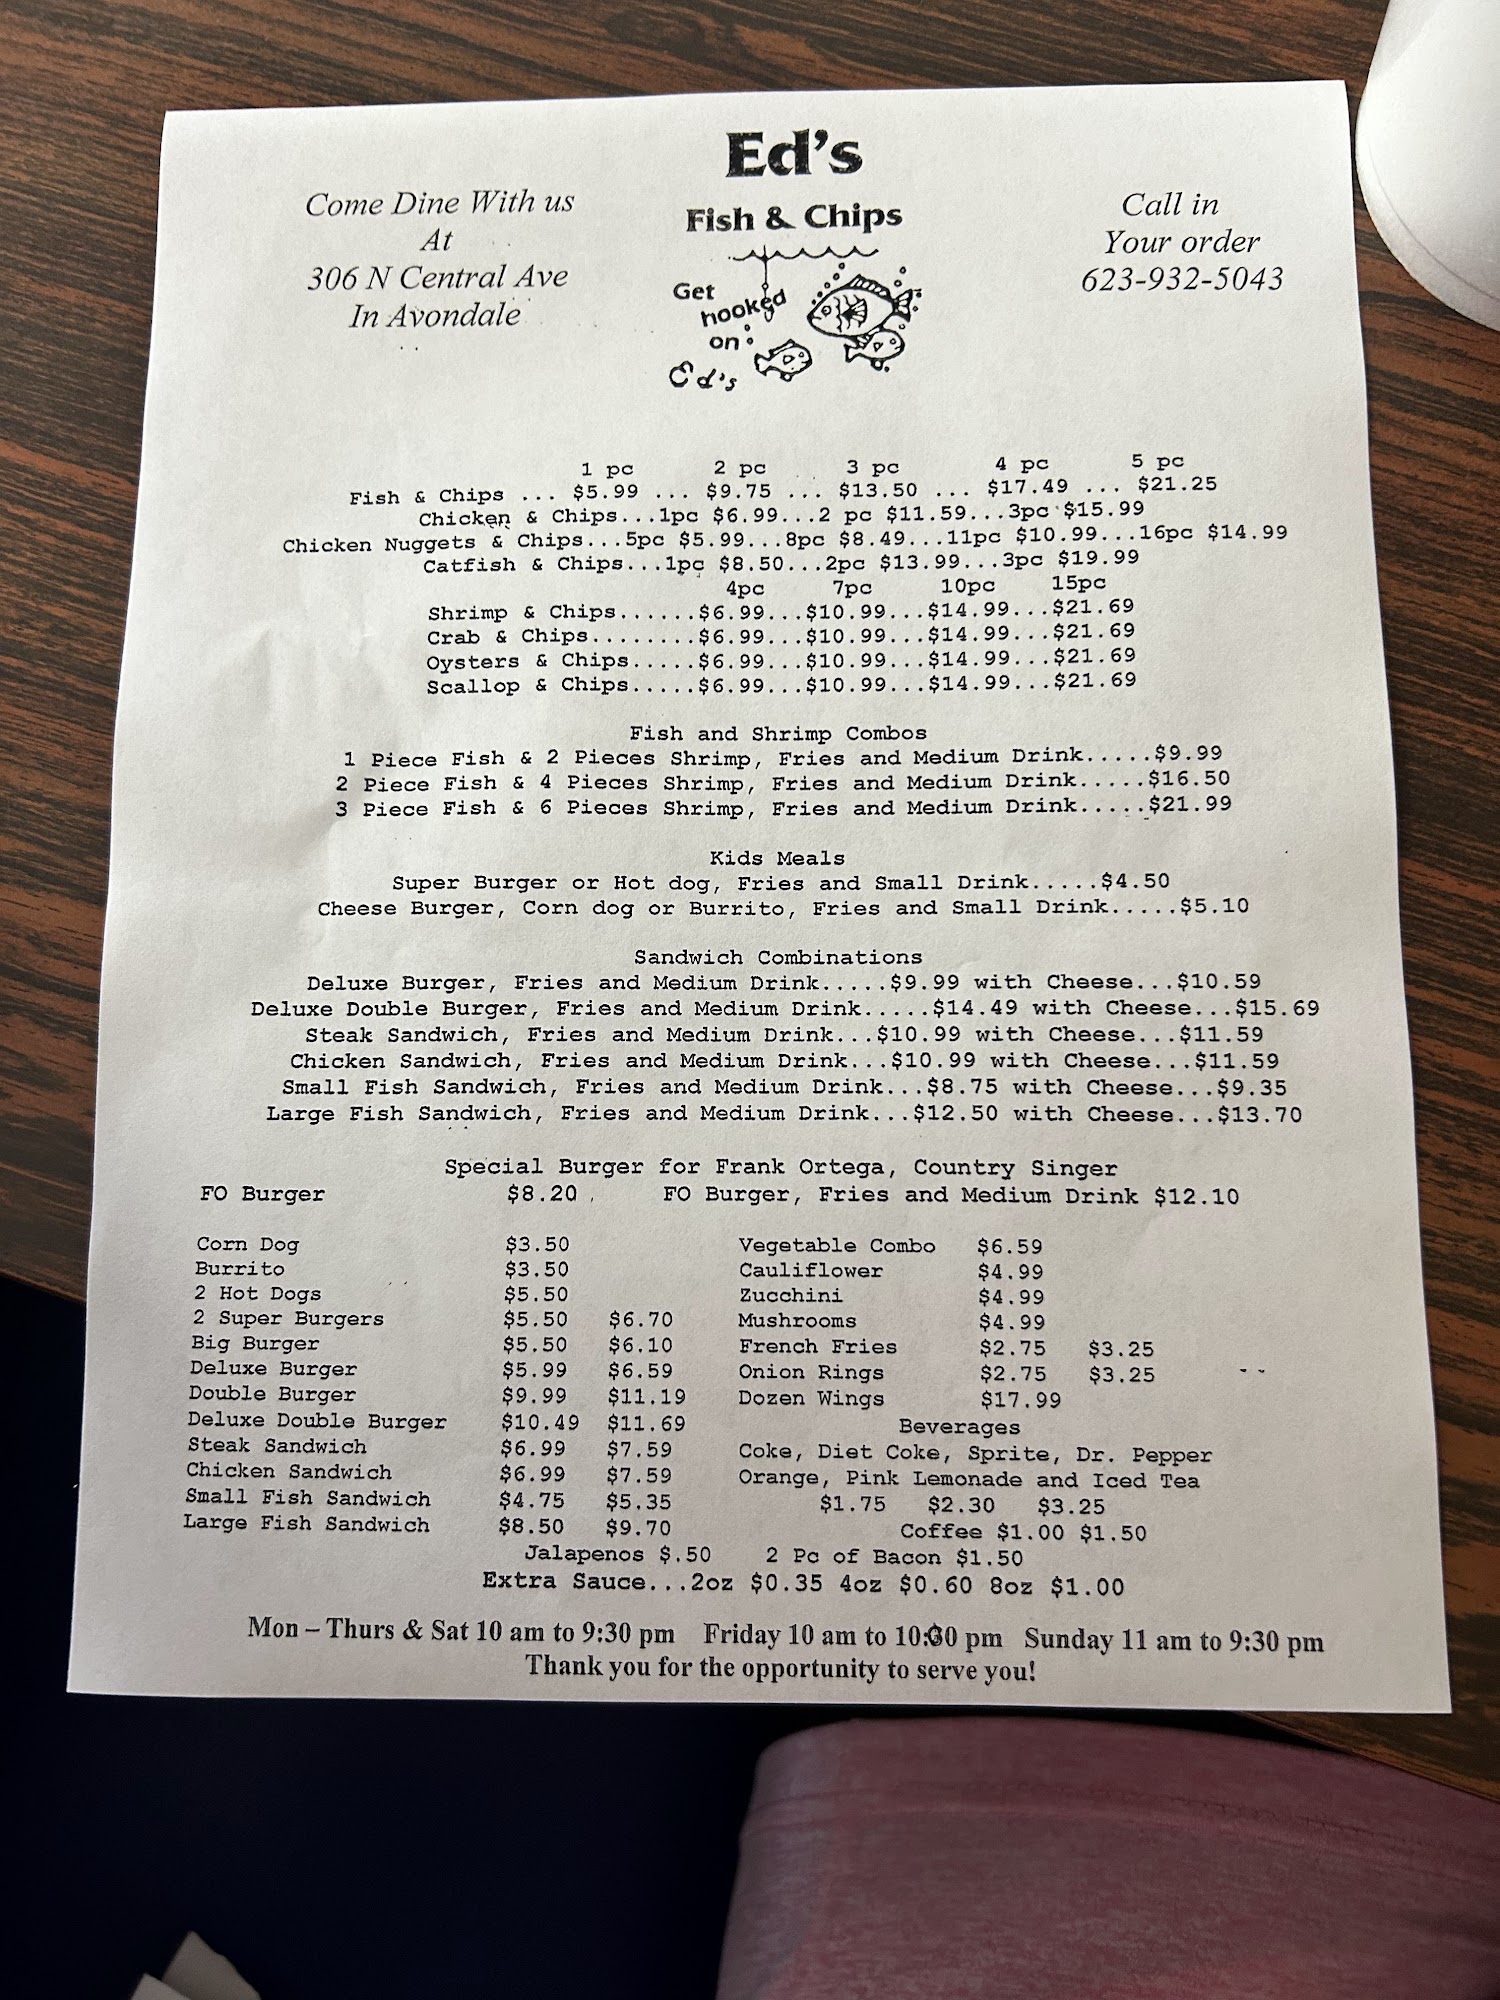 Ed's
Fish & Chips
Come Dine With us
At
306 N Central Ave
In Avondale
Get
hooked
on
Ed's
Call in
Your order
623-932-5043
1 pc 2 pc 3 pc 4 pc 5 pc
Fish & Chips ... $5.99 ... $9.75 ... $13.50 ... $17.49 ... $21.25
Chicken & Chips...1pc $6.99...2 pc $11.59...3pc $15.99
Chicken Nuggets & Chips...5pc $5.99...8pc $8.49...11pc $10.99...16pc $14.99
Catfish & Chips...1pc $8.50...2pc $13.99...3pc $19.99
4pc 7pc 10pc 15pc
Shrimp & Chips......$6.99...$10.99...$14.99...$21.69
Crab & Chips........$6.99...$10.99...$14.99...$21.69
Oysters & Chips.....$6.99...$10.99...$14.99...$21.69
Scallop & Chips.....$6.99...$10.99...$14.99...$21.69
Fish and Shrimp Combos
1 Piece Fish & 2 Pieces Shrimp, Fries and Medium Drink.....$9.99
2 Piece Fish & 4 Pieces Shrimp, Fries and Medium Drink.....$16.50
3 Piece Fish & 6 Pieces Shrimp, Fries and Medium Drink.....$21.99
Kids Meals
Super Burger or Hot dog, Fries and Small Drink.....$4.50
Cheese Burger, Corn dog or Burrito, Fries and Small Drink.....$5.10
Sandwich Combinations
Deluxe Burger, Fries and Medium Drink.....$9.99 with Cheese...$10.59
Deluxe Double Burger, Fries and Medium Drink.....$14.49 with Cheese...$15.69
Steak Sandwich, Fries and Medium Drink...$10.99 with Cheese...$11.59
Chicken Sandwich, Fries and Medium Drink...$10.99 with Cheese...$11.59
Small Fish Sandwich, Fries and Medium Drink...$8.75 with Cheese...$9.35
Large Fish Sandwich, Fries and Medium Drink...$12.50 with Cheese...$13.70
Special Burger for Frank Ortega, Country Singer
FO Burger $8.20 FO Burger, Fries and Medium Drink $12.10
Corn Dog $3.50
Burrito $3.50
2 Hot Dogs $5.50
2 Super Burgers $5.50 $6.70
Big Burger $5.50 $6.10
Deluxe Burger $5.99 $6.59
Double Burger $9.99 $11.19
Deluxe Double Burger $10.49 $11.69
Steak Sandwich $6.99 $7.59
Chicken Sandwich $6.99 $7.59
Small Fish Sandwich $4.75 $5.35
Large Fish Sandwich $8.50 $9.70
Vegetable Combo $6.59
Cauliflower $4.99
Zucchini $4.99
Mushrooms $4.99
French Fries $2.75 $3.25
Onion Rings $2.75 $3.25
Dozen Wings $17.99
Beverages
Coke, Diet Coke, Sprite, Dr. Pepper
Orange, Pink Lemonade and Iced Tea
$1.75 $2.30 $3.25
Coffee $1.00 $1.50
Jalapenos $.50 2 Pc of Bacon $1.50
Extra Sauce...2oz $0.35 4oz $0.60 8oz $1.00
Mon – Thurs & Sat 10 am to 9:30 pm Friday 10 am to 10:00 pm Sunday 11 am to 9:30 pm
Thank you for the opportunity to serve you!